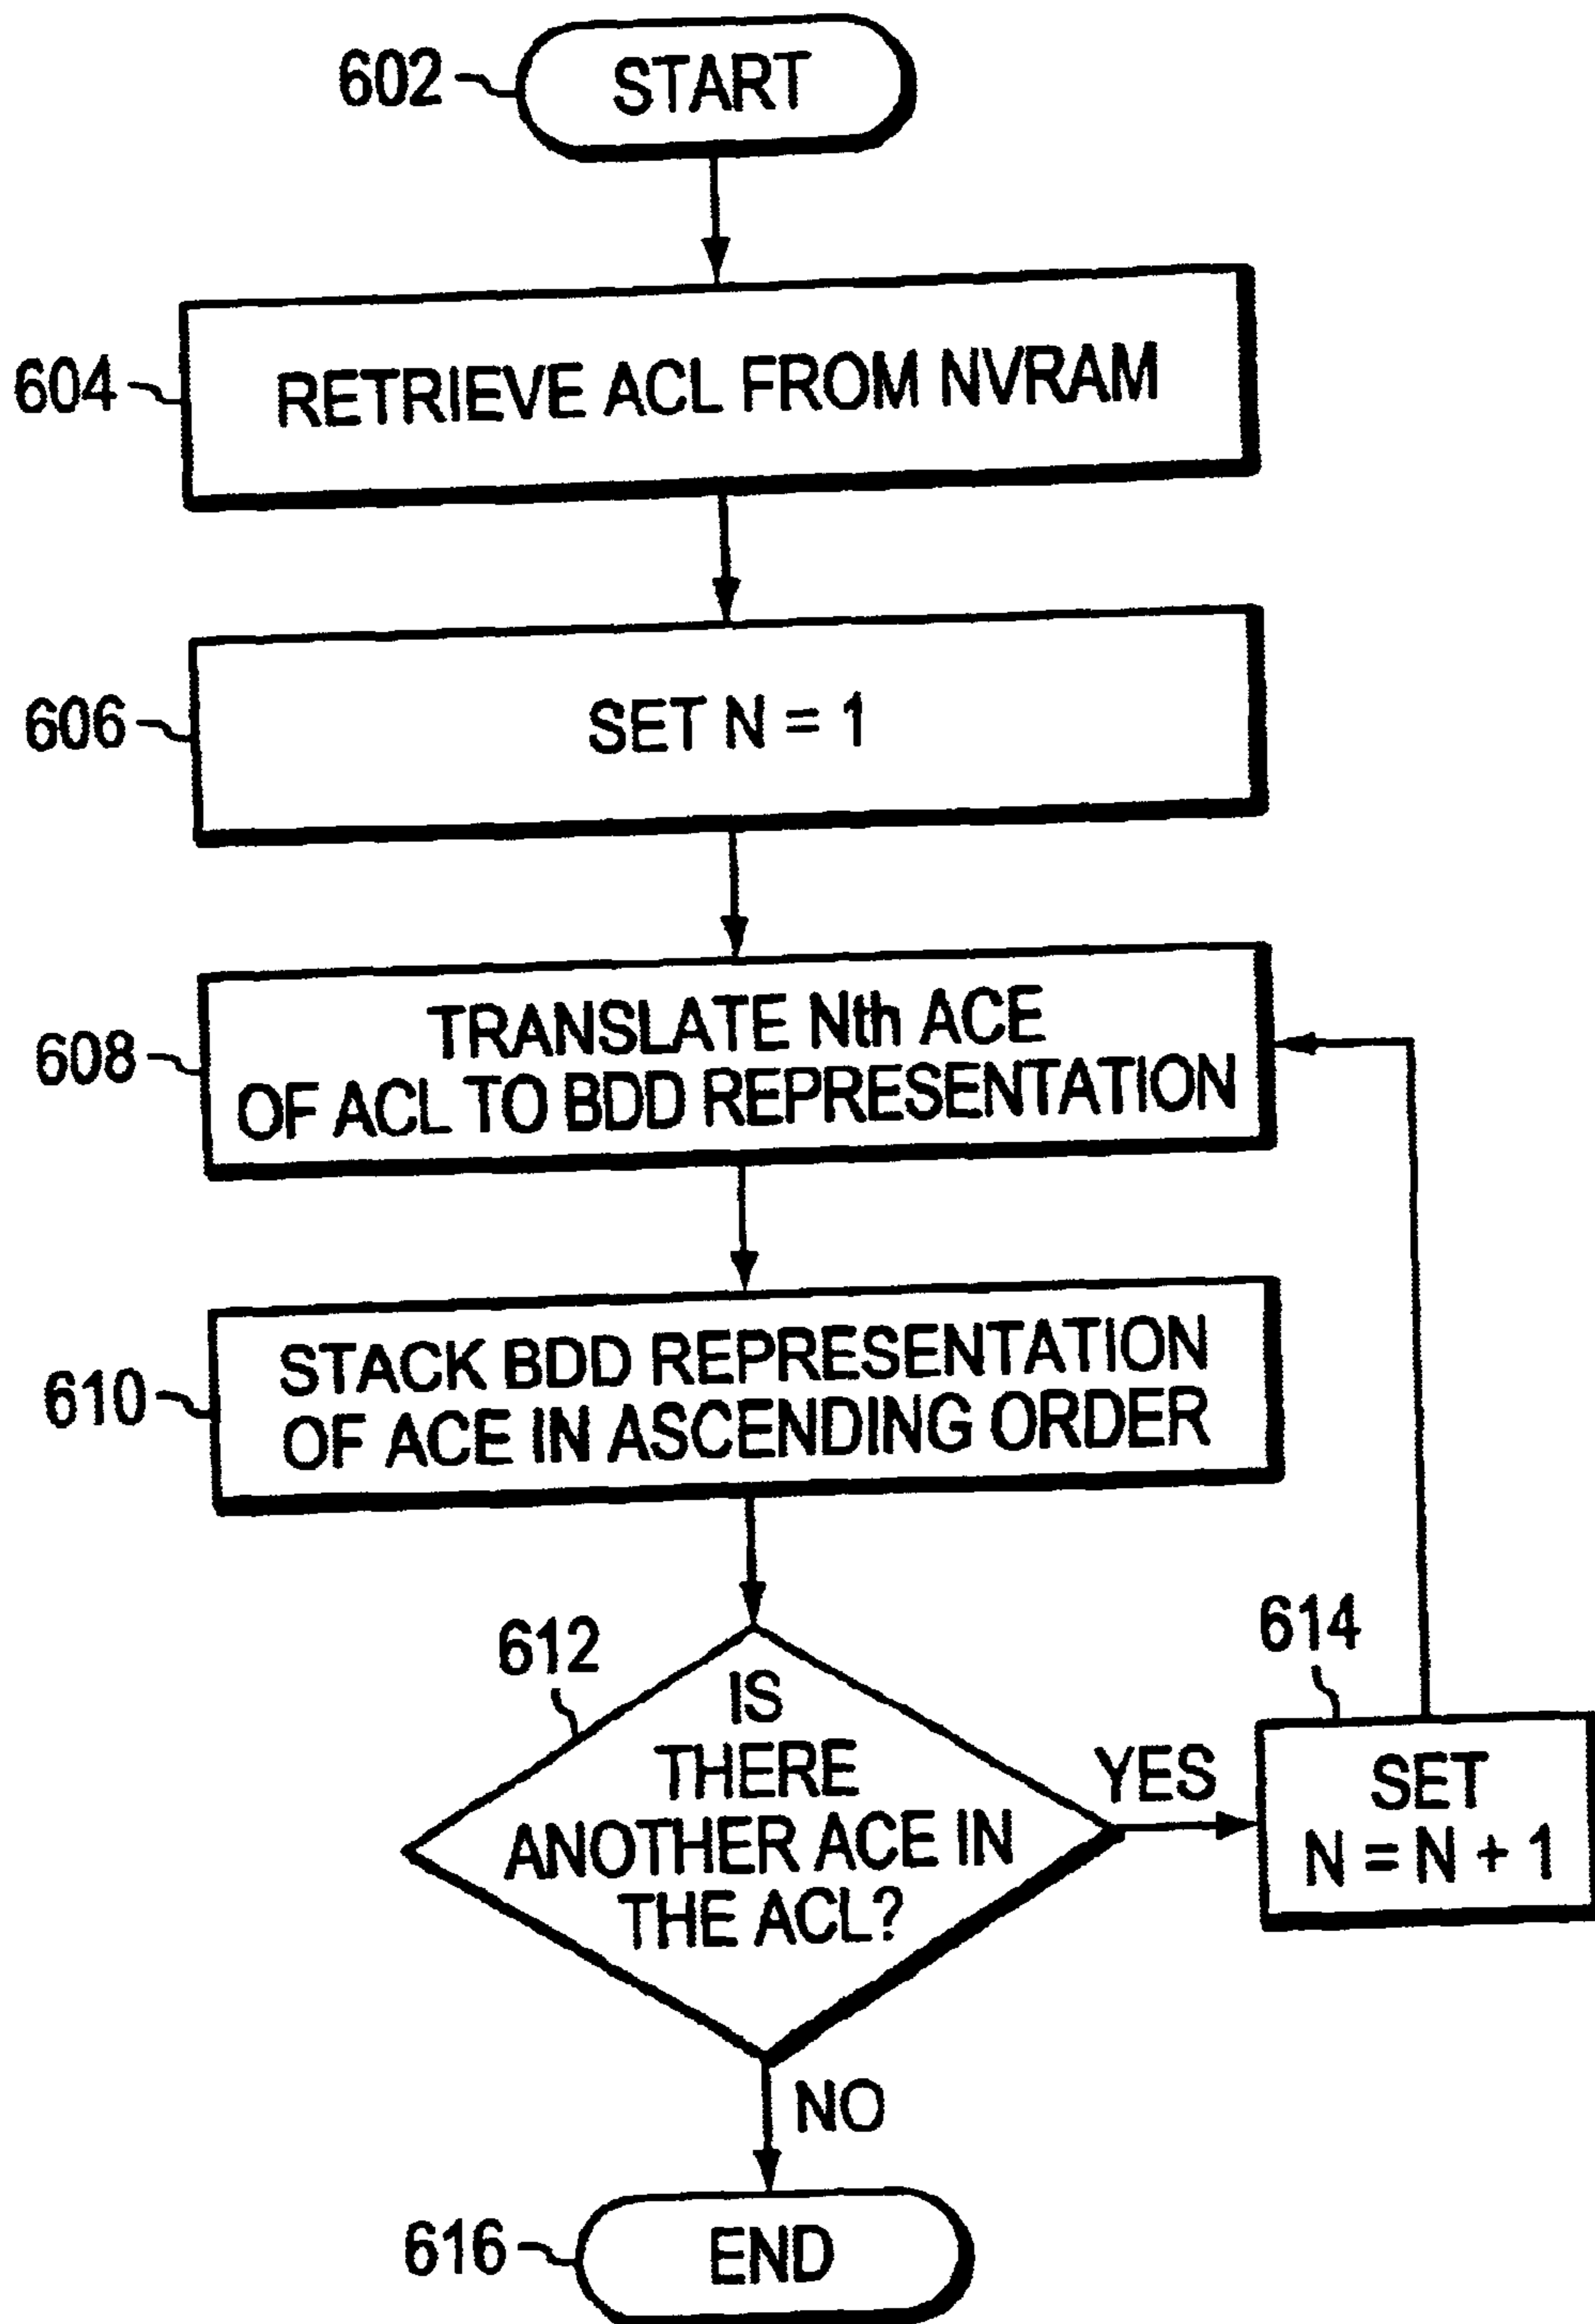 602
START
604
RETRIEVE ACL FROM NVRAM
606
SET N = 1
608
TRANSLATE Nth ACE
OF ACL TO BDD REPRESENTATION
610
STACK BDD REPRESENTATION
OF ACE IN ASCENDING ORDER
612
IS
THERE
ANOTHER ACE IN
THE ACL?
YES
614
SET
N = N + 1
NO
616
END